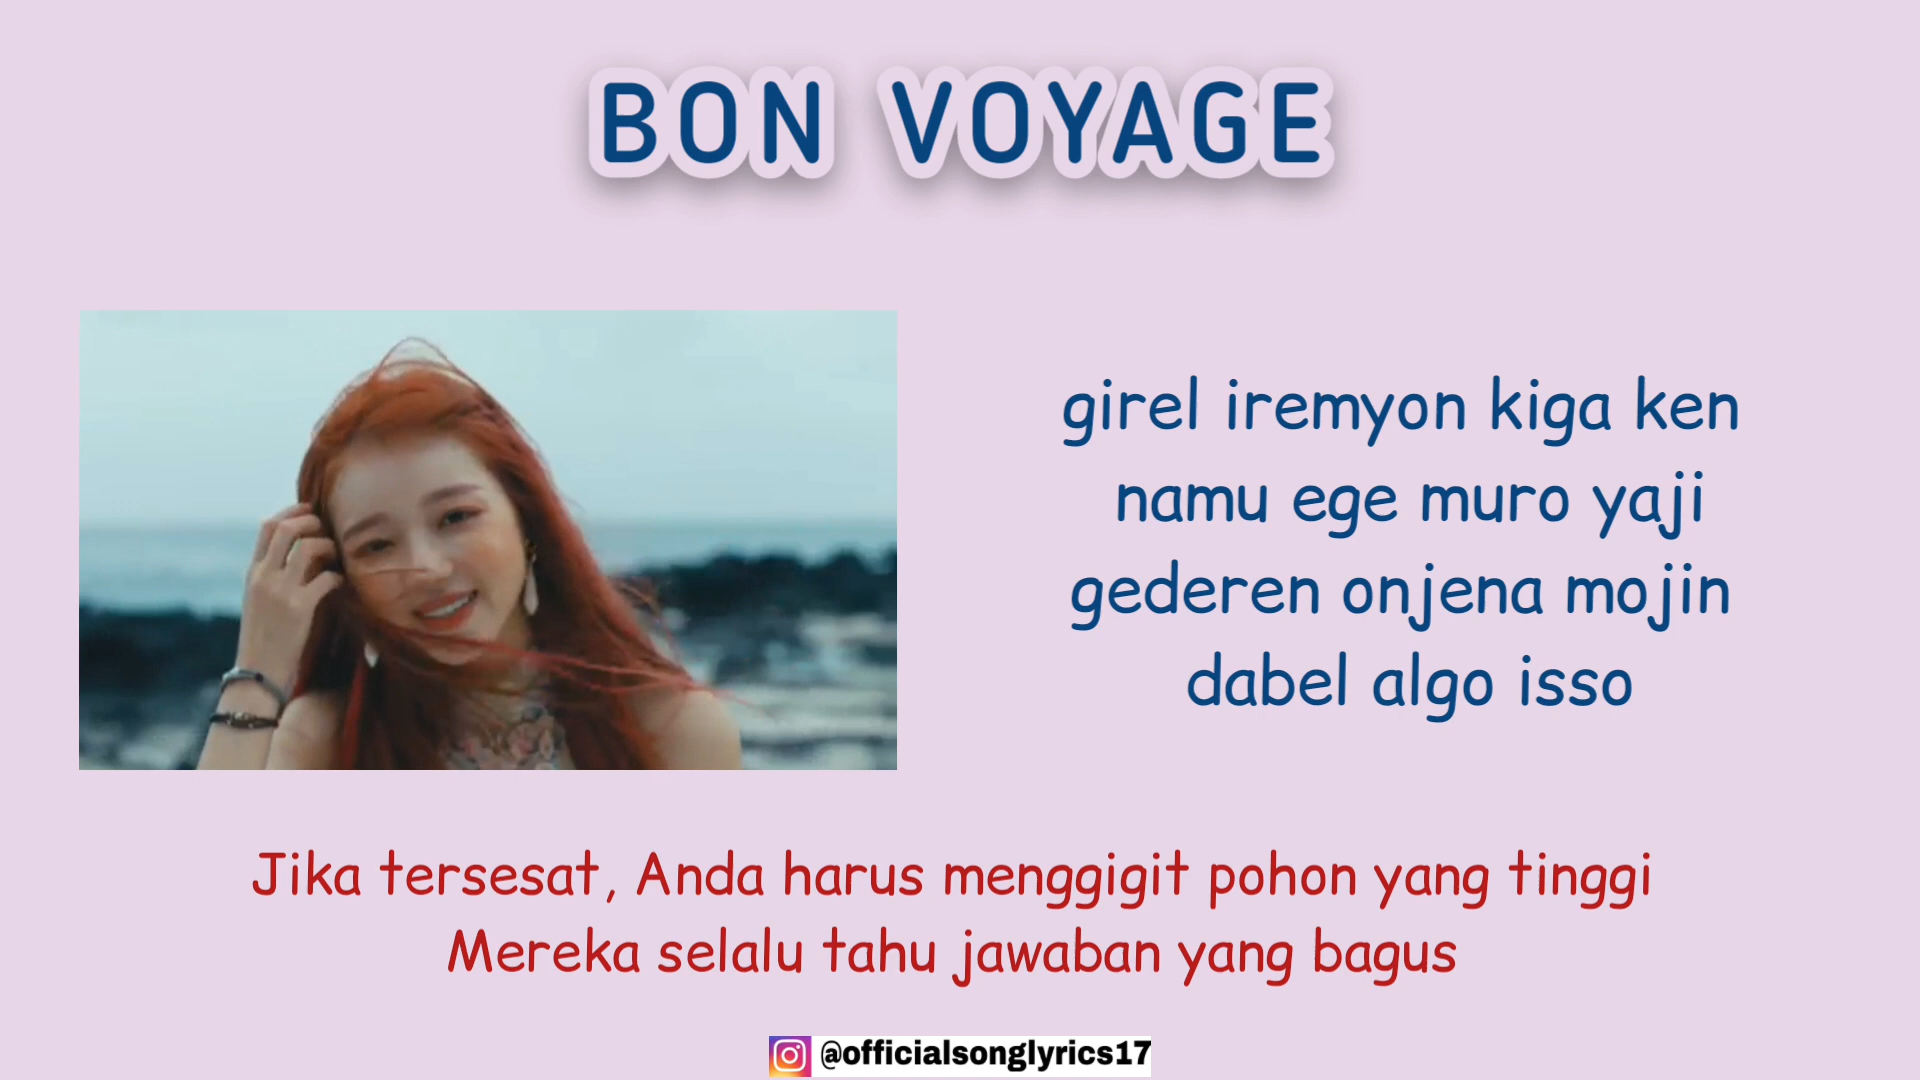 BON VOYAGE
girel iremyon kiga ken
namu ege muro yaji
gederen onjena mojin
dabel algo isso
Jika tersesat, Anda harus menggigit pohon yang tinggi
Mereka selalu tahu jawaban yang bagus
@officialsonglyrics17